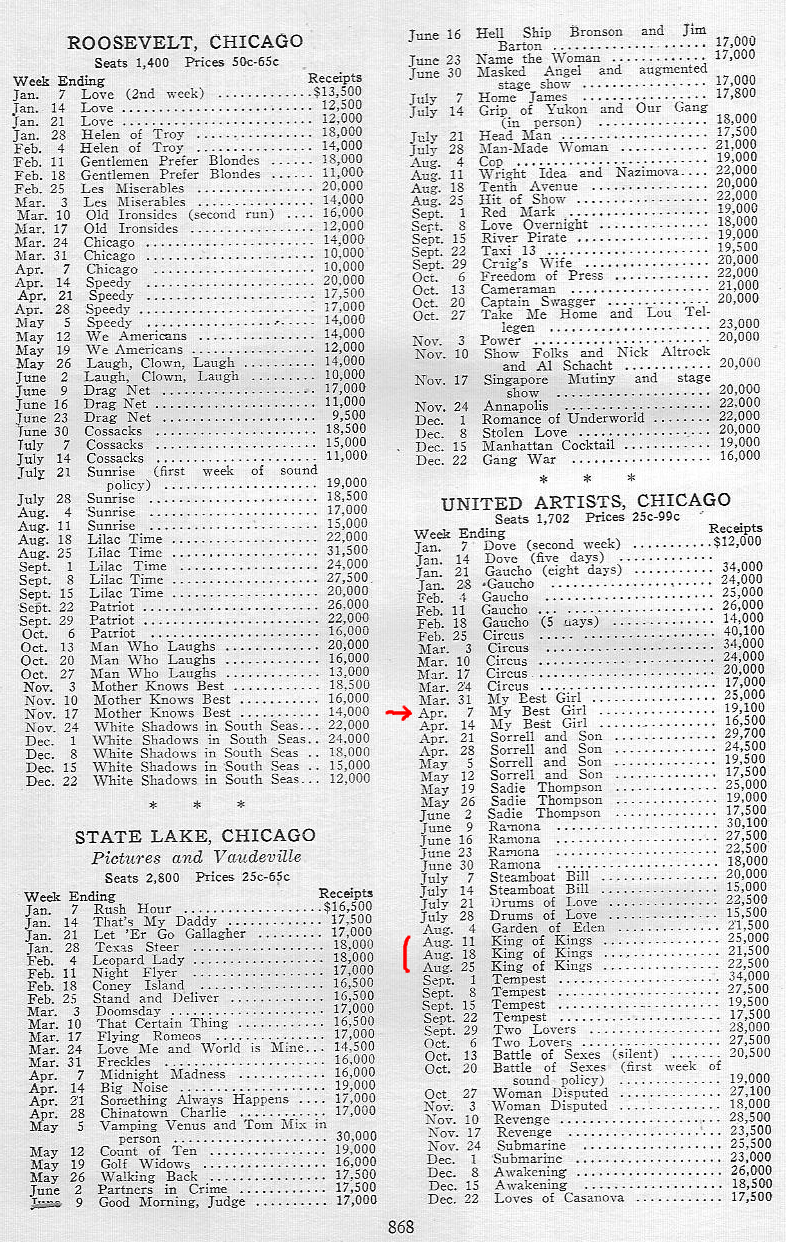 ROOSEVELT, CHICAGO
Seats 1,400 Prices 50c-65c
Week Ending Receipts
Jan. 7 Love (2nd week) ............$13,500
Jan. 14 Love ........................ 12,500
Jan. 21 Love ........................ 12,000
Jan. 28 Helen of Troy ............... 18,000
Feb. 4 Helen of Troy ............... 14,000
Feb. 11 Gentlemen Prefer Blondes ...... 18,000
Feb. 18 Gentlemen Prefer Blondes ...... 11,000
Feb. 25 Les Miserables .............. 20,000
Mar. 3 Les Miserables .............. 14,000
Mar. 10 Old Ironsides (second run) .... 16,000
Mar. 17 Old Ironsides ............... 12,000
Mar. 24 Chicago ..................... 14,000
Mar. 31 Chicago ..................... 10,000
Apr. 7 Chicago ..................... 10,000
Apr. 14 Speedy ...................... 20,000
Apr. 21 Speedy ...................... 17,500
Apr. 28 Speedy ...................... 17,000
May 5 Speedy ...................... 14,000
May 12 We Americans ................ 14,000
May 19 We Americans ................ 12,000
May 26 Laugh, Clown, Laugh ......... 14,000
June 2 Laugh, Clown, Laugh ......... 10,000
June 9 Drag Net .................... 17,000
June 16 Drag Net .................... 11,000
June 23 Drag Net .................... 9,500
June 30 Cossacks .................... 18,500
July 7 Cossacks .................... 15,000
July 14 Cossacks .................... 11,000
July 21 Sunrise (first week of sound
policy) ................... 19,000
July 28 Sunrise ..................... 18,500
Aug. 4 Sunrise ..................... 17,000
Aug. 11 Sunrise ..................... 15,000
Aug. 18 Lilac Time .................. 22,000
Aug. 25 Lilac Time .................. 31,500
Sept. 1 Lilac Time .................. 24,000
Sept. 8 Lilac Time .................. 27,500
Sept. 15 Lilac Time .................. 20,000
Sept. 22 Patriot ..................... 26,000
Sept. 29 Patriot ..................... 22,000
Oct. 6 Patriot ..................... 16,000
Oct. 13 Man Who Laughs .............. 20,000
Oct. 20 Man Who Laughs .............. 16,000
Oct. 27 Man Who Laughs .............. 13,000
Nov. 3 Mother Knows Best ........... 18,500
Nov. 10 Mother Knows Best ........... 16,000
Nov. 17 Mother Knows Best ........... 14,000
Nov. 24 White Shadows in South Seas... 22,000
Dec. 1 White Shadows in South Seas.. 24,000
Dec. 8 White Shadows in South Seas .. 18,000
Dec. 15 White Shadows in South Seas .. 15,000
Dec. 22 White Shadows in South Seas... 12,000
* * *
STATE LAKE, CHICAGO
Pictures and Vaudeville
Seats 2,800 Prices 25c-65c
Week Ending Receipts
Jan. 7 Rush Hour ................$16,500
Jan. 14 That's My Daddy ............. 17,500
Jan. 21 Let 'Er Go Gallagher ........ 17,500
Jan. 28 Texas Steer ................. 18,000
Feb. 4 Leopard Lady ................ 18,000
Feb. 11 Night Flyer ................. 17,000
Feb. 18 Coney Island ................ 16,500
Feb. 25 Stand and Deliver ........... 16,500
Mar. 3 Doomsday .................... 17,000
Mar. 10 That Certain Thing .......... 16,500
Mar. 17 Flying Romeos ............... 17,000
Mar. 24 Love Me and World is Mine... 14,500
Mar. 31 Freckles .................... 16,000
Apr. 7 Midnight Madness ............ 16,000
Apr. 14 Big Noise ................... 19,000
Apr. 21 Something Always Happens .... 17,000
Apr. 28 Chinatown Charlie ........... 17,000
May 5 Vamping Venus and Tom Mix in
person .................... 30,000
May 12 Count of Ten ................ 19,000
May 19 Golf Widows ................. 16,000
May 26 Walking Back ................ 17,500
June 2 Partners in Crime ........... 17,500
June 9 Good Morning, Judge ......... 17,000
June 16 Hell Ship Bronson and Jim
Barton .................... 17,000
June 23 Name the Woman .............. 17,000
June 30 Masked Angel and augmented
stage show ................ 17,000
July 7 Home James .................. 17,800
July 14 Grip of Yukon and Our Gang
(in person) ............... 18,000
July 21 Head Man .................... 17,500
July 28 Man-Made Woman .............. 21,000
Aug. 4 Cop ......................... 19,000
Aug. 11 Wright Idea and Nazimova.... 22,000
Aug. 18 Tenth Avenue ................ 20,000
Aug. 25 Hit of Show ................. 22,000
Sept. 1 Red Mark .................... 19,000
Sept. 8 Love Overnight .............. 18,000
Sept. 15 River Pirate ................ 19,000
Sept. 22 Taxi 13 ..................... 19,500
Sept. 29 Craig's Wife ................ 20,000
Oct. 6 Freedom of Press ............ 22,000
Oct. 13 Cameraman ................... 21,000
Oct. 20 Captain Swagger ............. 20,000
Oct. 27 Take Me Home and Lou Tel-
legen ..................... 23,000
Nov. 3 Power ....................... 20,000
Nov. 10 Show Folks and Nick Altrock
and Al Schacht ............ 20,000
Nov. 17 Singapore Mutiny and stage
show ...................... 20,000
Nov. 24 Annapolis ................... 22,000
Dec. 1 Romance of Underworld ....... 22,000
Dec. 8 Stolen Love ................. 20,000
Dec. 15 Manhattan Cocktail .......... 19,000
Dec. 22 Gang War .................... 16,000
* * *
UNITED ARTISTS, CHICAGO
Seats 1,702 Prices 25c-99c
Week Ending Receipts
Jan. 7 Dove (second week) ..........$12,000
Jan. 14 Dove (five days) ............
Jan. 21 Gaucho (eight days) ......... 34,000
Jan. 28 Gaucho ...................... 24,000
Feb. 4 Gaucho ...................... 25,000
Feb. 11 Gaucho ...................... 26,000
Feb. 18 Gaucho (5 days) ............. 14,000
Feb. 25 Circus ...................... 40,100
Mar. 3 Circus ...................... 34,000
Mar. 10 Circus ...................... 24,000
Mar. 17 Circus ...................... 20,000
Mar. 24 Circus ...................... 17,000
Mar. 31 My Best Girl ................ 25,000
Apr. 7 My Best Girl ................ 19,100
Apr. 14 My Best Girl ................ 16,500
Apr. 21 Sorrell and Son ............. 29,700
Apr. 28 Sorrell and Son ............. 24,500
May 5 Sorrell and Son ............. 19,500
May 12 Sorrell and Son ............. 17,500
May 19 Sadie Thompson .............. 25,000
May 26 Sadie Thompson .............. 19,000
June 2 Sadie Thompson .............. 17,500
June 9 Ramona ...................... 30,100
June 16 Ramona ...................... 27,500
June 23 Ramona ...................... 22,500
June 30 Ramona ...................... 18,000
July 7 Steamboat Bill .............. 20,000
July 14 Steamboat Bill .............. 15,000
July 21 Drums of Love ............... 22,500
July 28 Drums of Love ............... 15,500
Aug. 4 Garden of Eden .............. 21,500
Aug. 11 King of Kings ............... 25,000
Aug. 18 King of Kings ............... 21,500
Aug. 25 King of Kings ............... 22,500
Sept. 1 Tempest ..................... 34,000
Sept. 8 Tempest ..................... 27,500
Sept. 15 Tempest ..................... 19,500
Sept. 22 Tempest ..................... 17,500
Sept. 29 Two Lovers .................. 28,000
Oct. 6 Two Lovers .................. 27,500
Oct. 13 Battle of Sexes (silent) ...... 20,500
Oct. 20 Battle of Sexes (first week of
sound policy) ............. 19,000
Oct 27 Woman Disputed .............. 27,100
Nov. 3 Woman Disputed .............. 18,000
Nov. 10 Revenge ..................... 28,500
Nov. 17 Revenge ..................... 23,500
Nov. 24 Submarine ................... 25,500
Dec. 1 Submarine ................... 23,000
Dec. 8 Awakening ................... 26,000
Dec. 15 Awakening ................... 18,500
Dec. 22 Loves of Casanova ........... 17,500
868